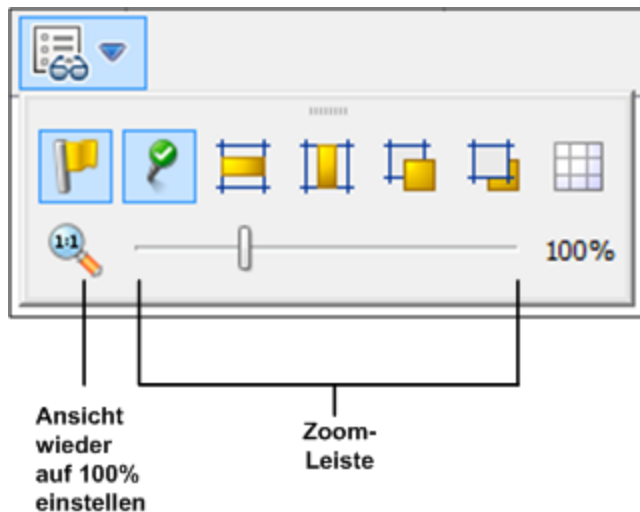 1:1
100%
Ansicht
wieder
auf 100%
einstellen
Zoom-
Leiste